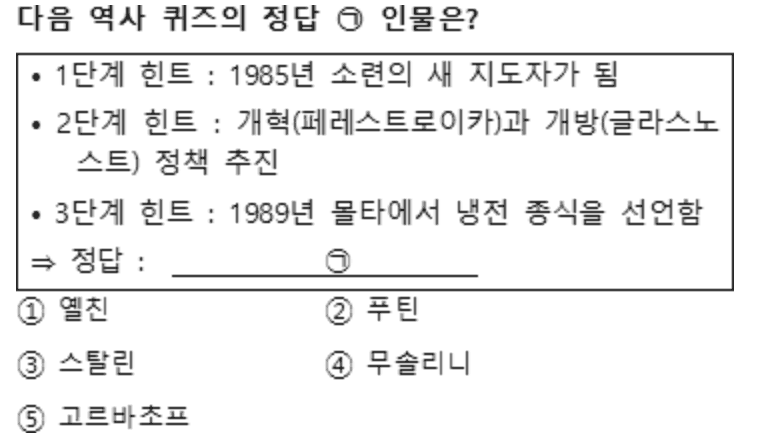 다음 역사 퀴즈의 정답 ㉠ 인물은?
• 1단계 힌트 : 1985년 소련의 새 지도자가 됨
• 2단계 힌트 : 개혁(페레스트로이카)과 개방(글라스노
스트) 정책 추진
• 3단계 힌트 : 1989년 몰타에서 냉전 종식을 선언함
⇒ 정답 : ㉠
① 옐친 ② 푸틴
③ 스탈린 ④ 무솔리니
⑤ 고르바초프